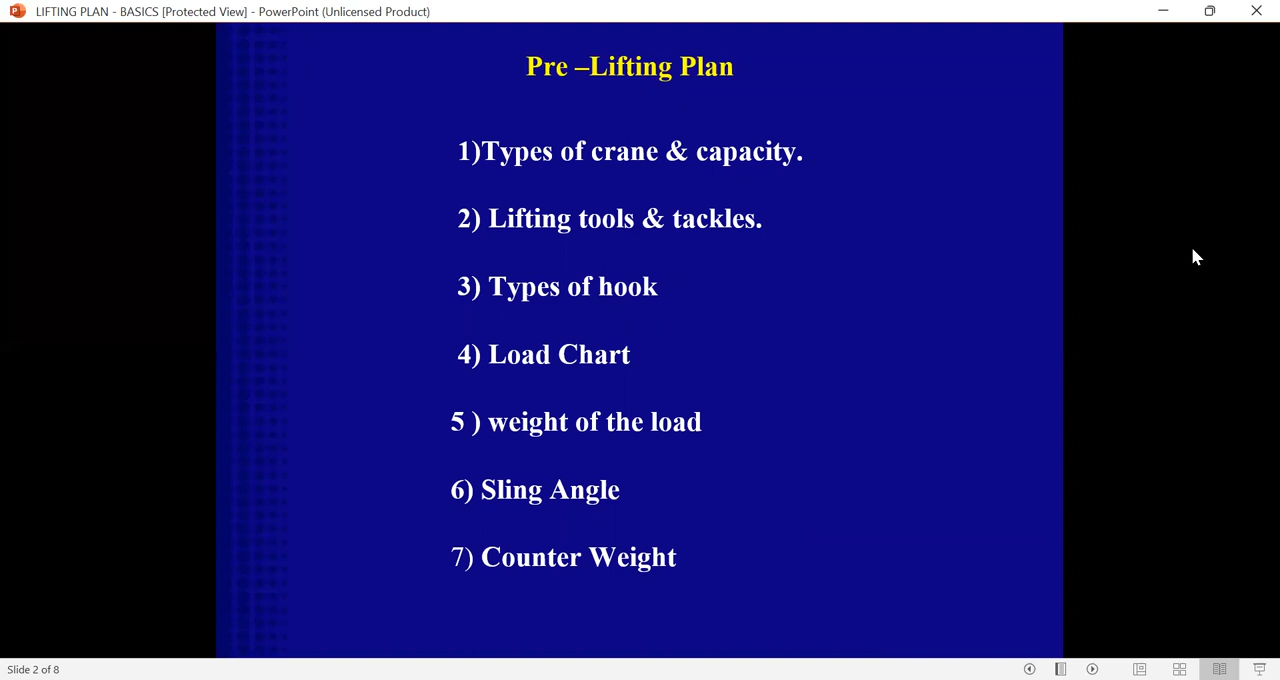 LIFTING PLAN - BASICS [Protected View] - PowerPoint (Unlicensed Product)
Pre –Lifting Plan
1)Types of crane & capacity.
2) Lifting tools & tackles.
3) Types of hook
4) Load Chart
5 ) weight of the load
6) Sling Angle
7) Counter Weight
Slide 2 of 8